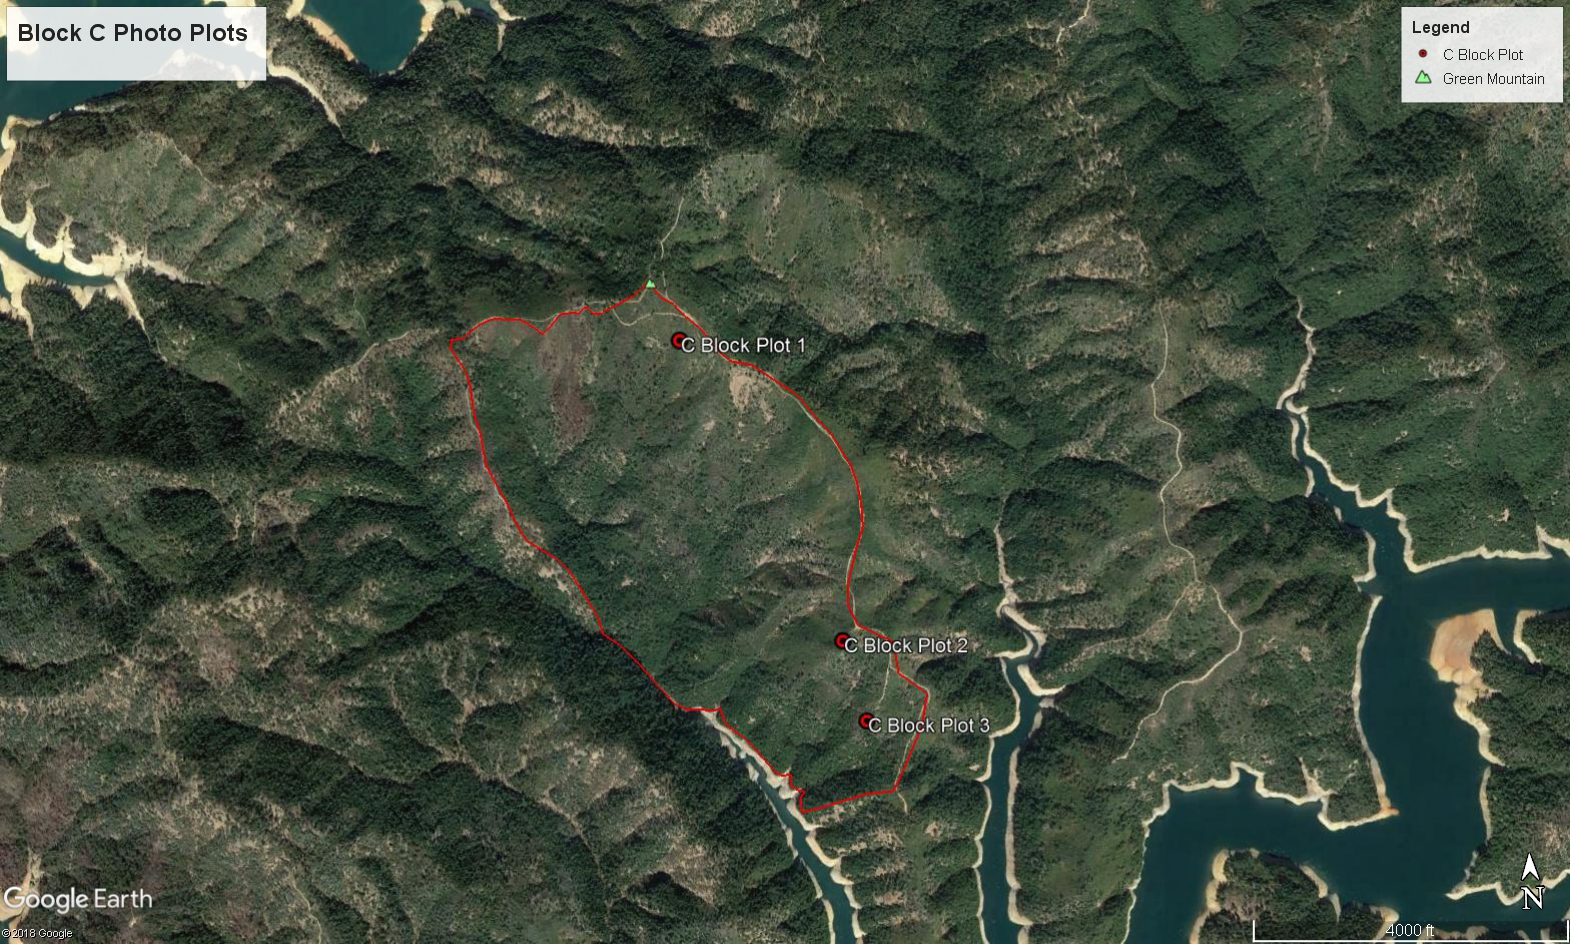 Block C Photo Plots
Legend
C Block Plot
Green Mountain
C Block Plot 1
C Block Plot 2
C Block Plot 3
Google Earth
©2018 Google
N
4000 ft